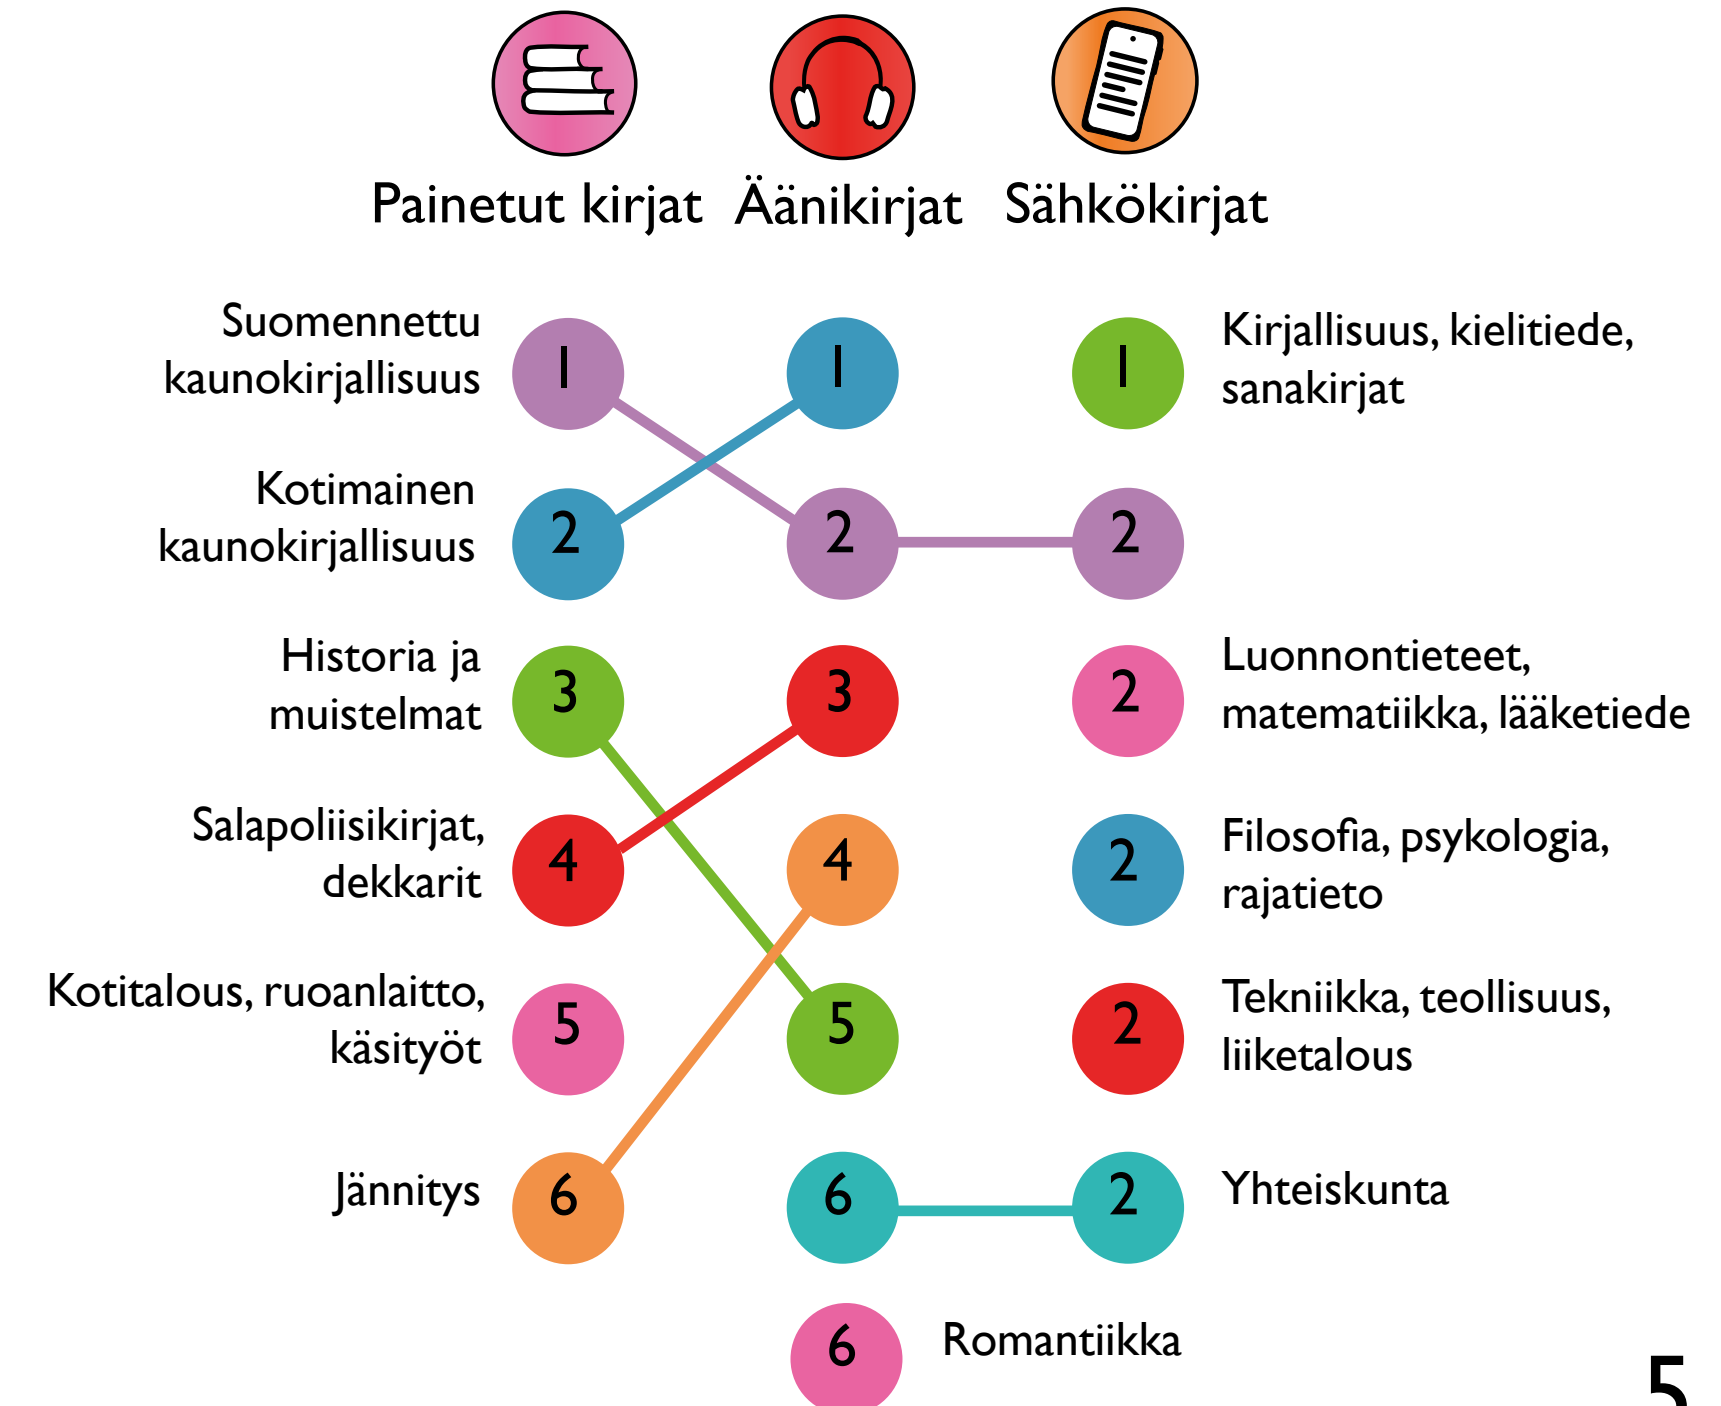 Painetut kirjat
Äänikirjat
Sähkökirjat
Suomennettu
kaunokirjallisuus
1
1
1
Kirjallisuus, kielitiede,
sanakirjat
Kotimainen
kaunokirjallisuus
2
2
2
Historia ja
muistelmat
3
3
2
Luonnontieteet,
matematiikka, lääketiede
Salapoliisikirjat,
dekkarit
4
4
2
Filosofia, psykologia,
rajatieto
Kotitalous, ruoanlaitto,
käsityöt
5
5
2
Tekniikka, teollisuus,
liiketalous
Jännitys
6
6
2
Yhteiskunta
6
Romantiikka
5